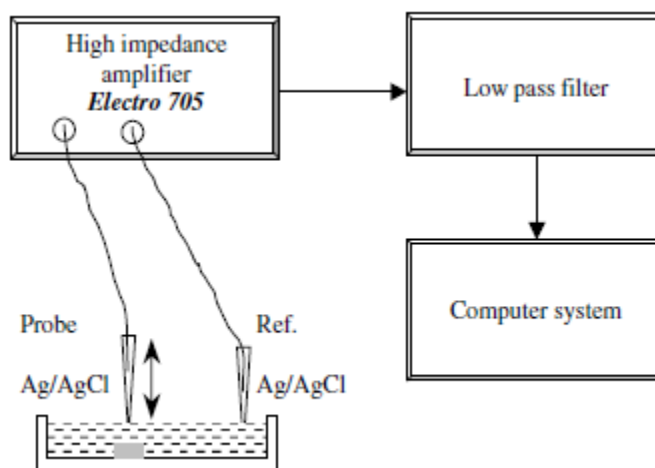 High impedance
amplifier
Electro 705
Low pass filter
Computer system
Probe
Ref.
Ag/AgCl
Ag/AgCl